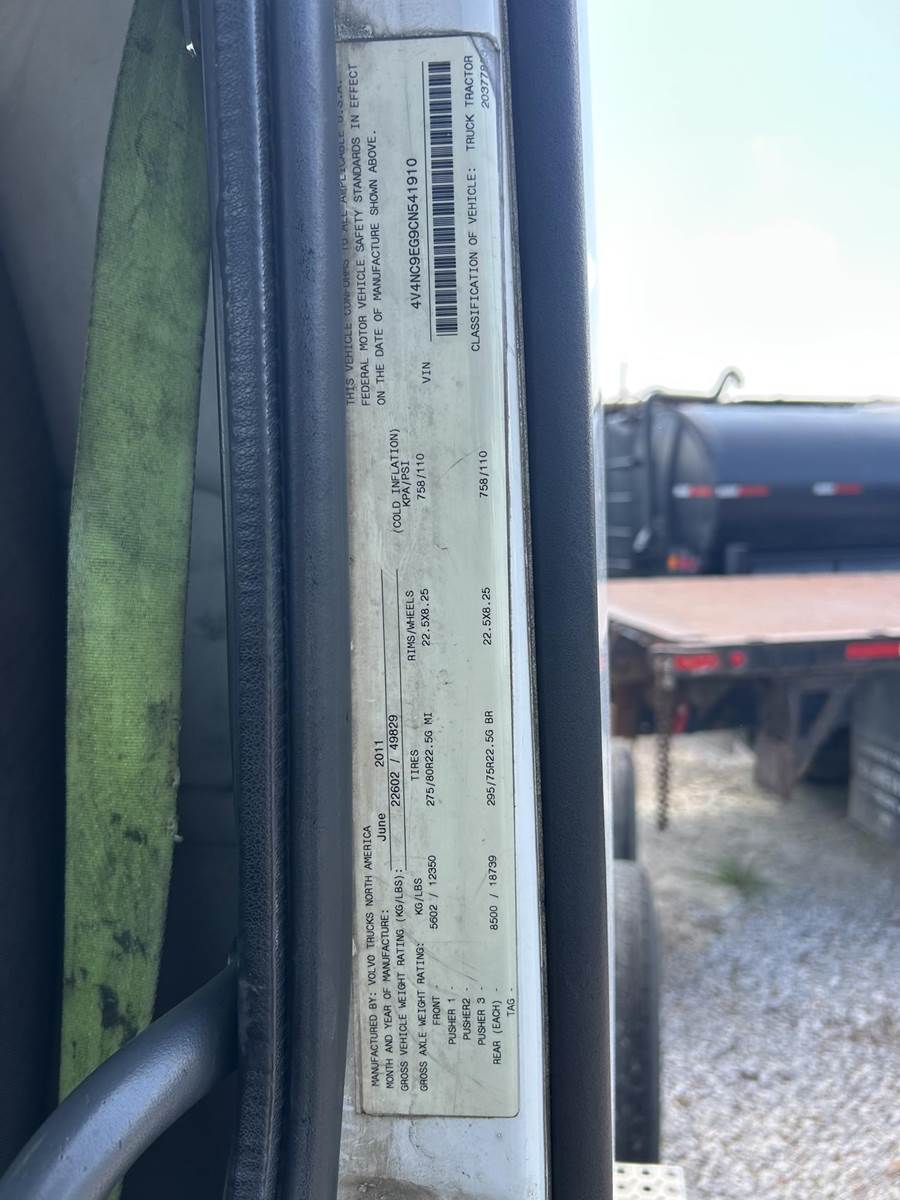 MANUFACTURED BY: VOLVO TRUCKS NORTH AMERICA
MONTH AND YEAR OF MANUFACTURE: June 2011
GROSS VEHICLE WEIGHT RATING (KG/LBS): 22602 / 49829
GROSS AXLE WEIGHT RATING: KG/LBS TIRES RIMS/WHEELS (COLD INFLATION) KPA/PSI
FRONT - 5602 / 12350 275/80R22.5G MI 22.5X8.25 758/110
PUSHER 1 - /
PUSHER2 -
PUSHER 3 - /
REAR (EACH) - 8500 / 18739 295/75R22.5G BR 22.5X8.25 758/110
TAG -
THIS VEHICLE CONFORMS TO ALL APPLICABLE U.S.A.
FEDERAL MOTOR VEHICLE SAFETY STANDARDS IN EFFECT
ON THE DATE OF MANUFACTURE SHOWN ABOVE.
VIN 4V4NC9EG9CN541910
CLASSIFICATION OF VEHICLE: TRUCK TRACTOR